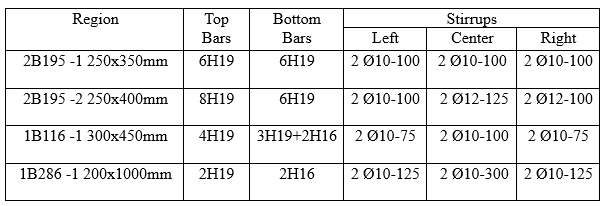 Region Top Bars Bottom Bars Stirrups
Left Center Right
2B195 -1 250x350mm 6H19 6H19 2 Ø10-100 2 Ø10-100 2 Ø10-100
2B195 -2 250x400mm 8H19 6H19 2 Ø10-100 2 Ø12-125 2 Ø12-100
1B116 -1 300x450mm 4H19 3H19+2H16 2 Ø10-75 2 Ø10-100 2 Ø10-75
1B286 -1 200x1000mm 2H19 2H16 2 Ø10-125 2 Ø10-300 2 Ø10-125